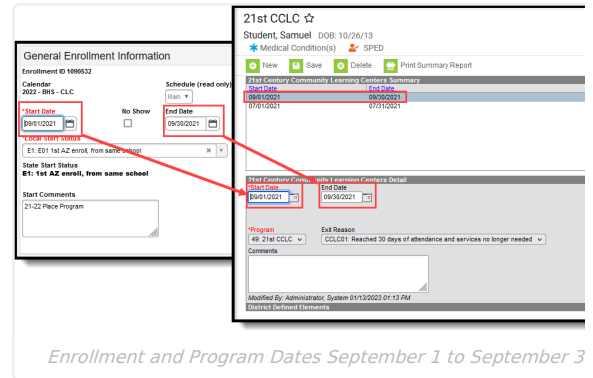 General Enrollment Information
Enrollment ID 1090532
Calendar
2022 - BHS - CLC
Schedule (read only)
Main
*Start Date
No Show
End Date
09/01/2021
09/30/2021
*Local Start Status
E1: E01 1st AZ enroll, from same school
State Start Status
E1: 1st AZ enroll, from same school
Start Comments
21-22 Place Program
21st CCLC
Student, Samuel DOB: 10/26/13
Medical Condition(s) SPED
New Save Delete Print Summary Report
21st Century Community Learning Centers Summary
Start Date End Date
09/01/2021 09/30/2021
07/01/2021 07/31/2021
21st Century Community Learning Centers Detail
*Start Date End Date
09/01/2021 09/30/2021
*Program Exit Reason
49: 21st CCLC CCLC01: Reached 30 days of attendance and services no longer needed
Comments
Modified By: Administrator, System 01/13/2023 01:13 PM
District Defined Elements
Enrollment and Program Dates September 1 to September 3